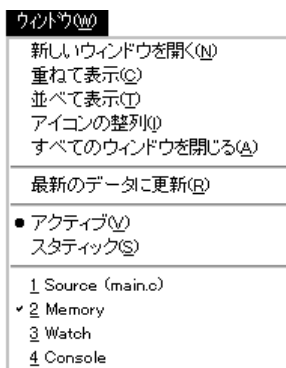 ウィンドウ(W)
新しいウィンドウを開く(N)
重ねて表示(C)
並べて表示(T)
アイコンの整列(I)
すべてのウィンドウを閉じる(A)
最新のデータに更新(R)
● アクティブ(V)
スタティック(S)
1 Source (main.c)
✓ 2 Memory
3 Watch
4 Console